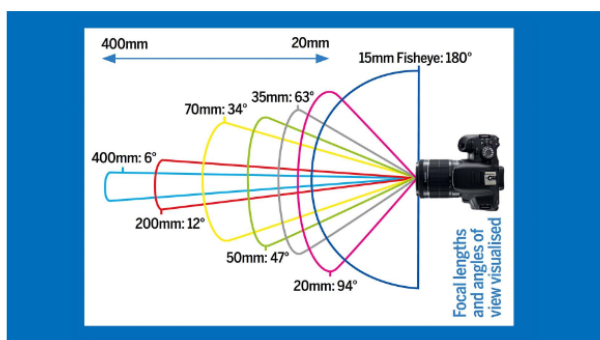 400mm
20mm
15mm Fisheye: 180°
35mm: 63°
70mm: 34°
400mm: 6°
200mm: 12°
50mm: 47°
20mm: 94°
Focal lengths
and angles of
view visualised